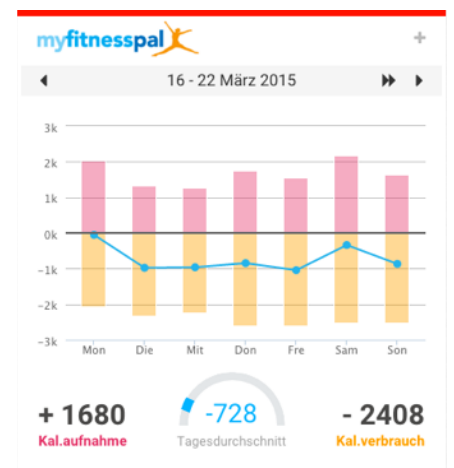 myfitnesspal
16 - 22 März 2015
3k
2k
1k
0k
-1k
-2k
-3k
Mon Die Mit Don Fre Sam Son
+ 1680 -728 - 2408
Kal.aufnahme Tagesdurchschnitt Kal.verbrauch